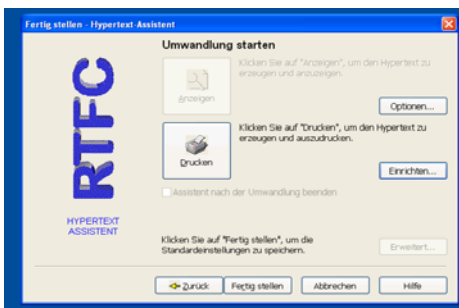 Fertig stellen - Hypertext-Assistent
Umwandlung starten
Klicken Sie auf "Anzeigen", um den Hypertext zu
erzeugen und anzuzeigen.
Anzeigen
Optionen...
Klicken Sie auf "Drucken", um den Hypertext zu
erzeugen und auszudrucken.
Drucken
Einrichten...
Assistent nach der Umwandlung beenden
RTFC
HYPERTEXT
ASSISTENT
Klicken Sie auf "Fertig stellen", um die
Standardeinstellungen zu speichern.
Erweitert...
Zurück
Fertig stellen
Abbrechen
Hilfe